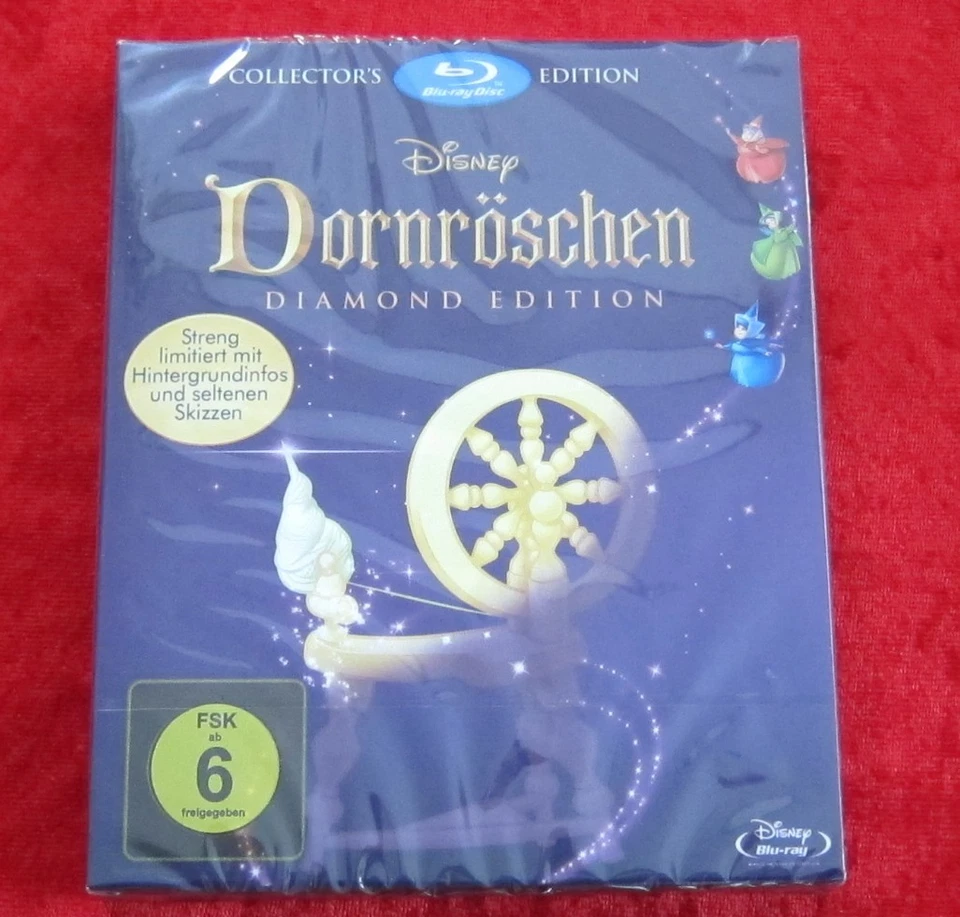 COLLECTOR'S Blu-ray Disc EDITION
Disney
Dornröschen
DIAMOND EDITION
Streng
limitiert mit
Hintergrundinfos
und seltenen
Skizzen
FSK
ab
6
freigegeben
Disney
Blu-ray